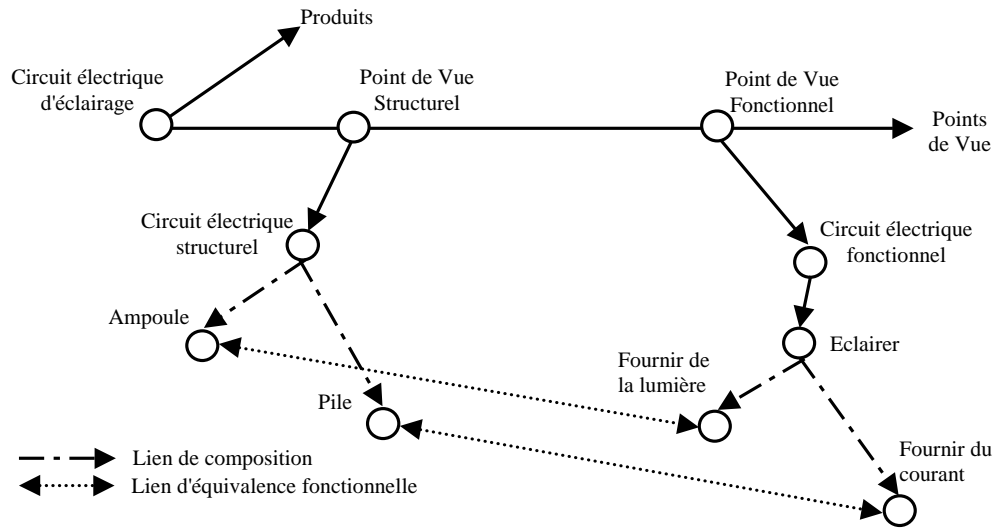 Produits
Circuit électrique
d'éclairage
Point de Vue
Structurel
Point de Vue
Fonctionnel
Points
de Vue
Circuit électrique
structurel
Circuit électrique
fonctionnel
Ampoule
Eclairer
Fournir de
la lumière
Pile
Fournir du
courant
Lien de composition
Lien d'équivalence fonctionnelle